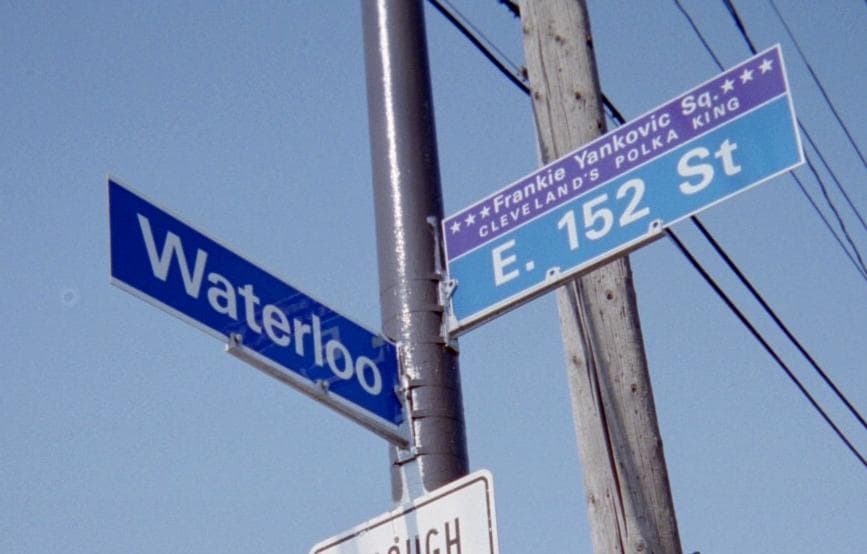 Waterloo
★★★Frankie Yankovic Sq.★★★
CLEVELAND'S POLKA KING
E. 152 St